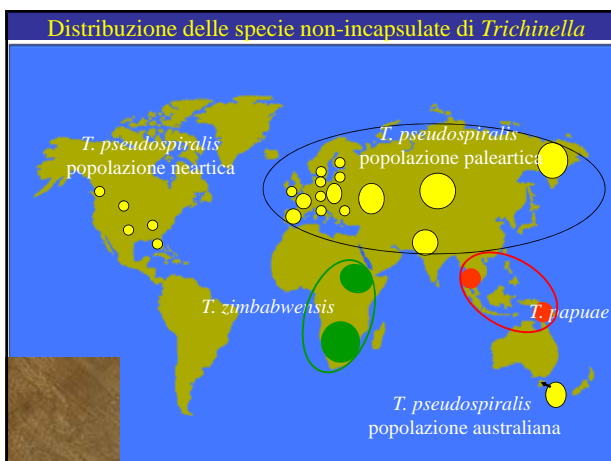 Distribuzione delle specie non-incapsulate di Trichinella
T. pseudospiralis
popolazione neartica
T. pseudospiralis
popolazione paleartica
T. zimbabwensis
T. papuae
T. pseudospiralis
popolazione australiana